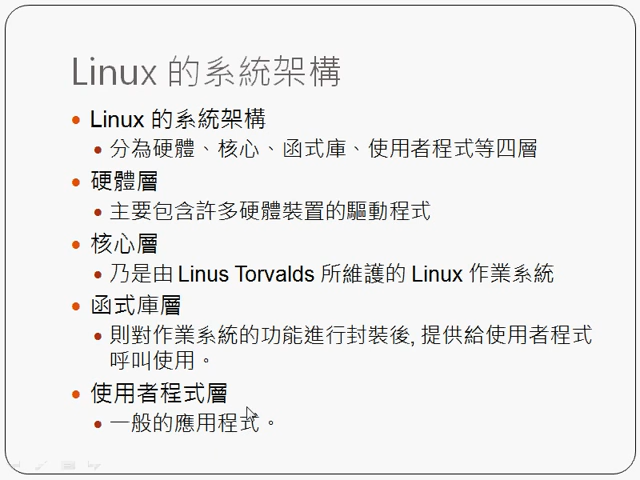 Linux 的系統架構
Linux 的系統架構
分為硬體、核心、函式庫、使用者程式等四層
硬體層
主要包含許多硬體裝置的驅動程式
核心層
乃是由 Linus Torvalds 所維護的 Linux 作業系統
函式庫層
則對作業系統的功能進行封裝後, 提供給使用者程式
呼叫使用。
使用者程式層
一般的應用程式。